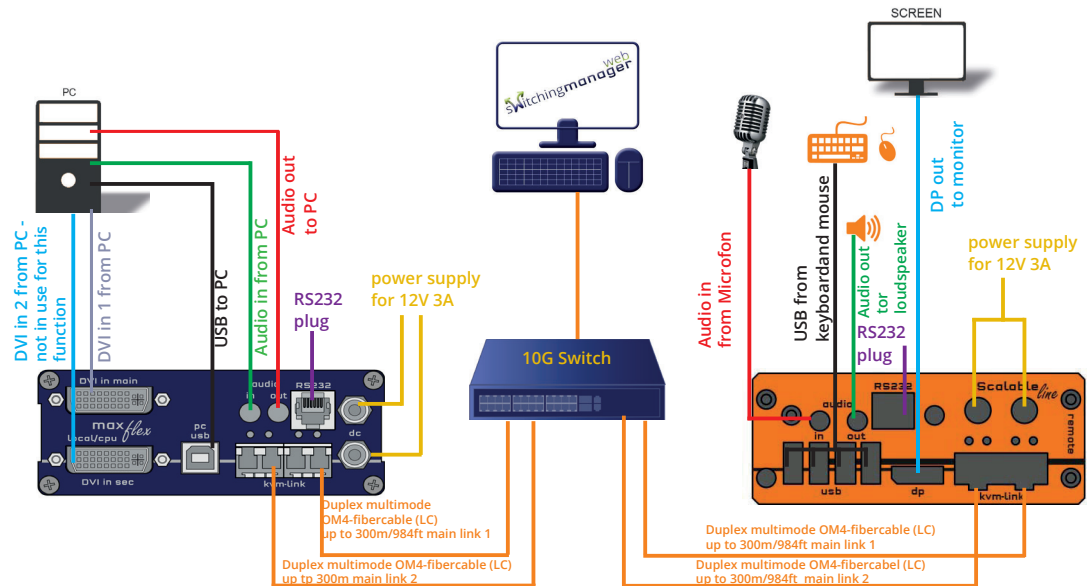 PC
DVI in 2 from PC -
not in use for this
function
DVI in 1 from PC
USB to PC
Audio in from PC
Audio out
to PC
RS232
plug
power supply
for 12V 3A
DVI in main
maxflex
local/cpu
DVI in sec
pc
usb
audio
in
out
RS232
dc
kvm-link
Duplex multimode
OM4-fibercable (LC)
up to 300m/984ft main link 1
Duplex multimode OM4-fibercable (LC)
up tp 300m main link 2
switchingmanager
web
10G Switch
SCREEN
Audio in
from Microfon
USB from
keyboardand mouse
Audio out
tor
loudspeaker
DP out
to monitor
RS232
plug
power supply
for 12V 3A
RS232
audio
in
out
Scalable
line
remote
usb
dp
kvm-link
Duplex multimode OM4-fibercable (LC)
up to 300m/984ft main link 1
Duplex multimode OM4-fibercabel (LC)
up to 300m/984ft main link 2